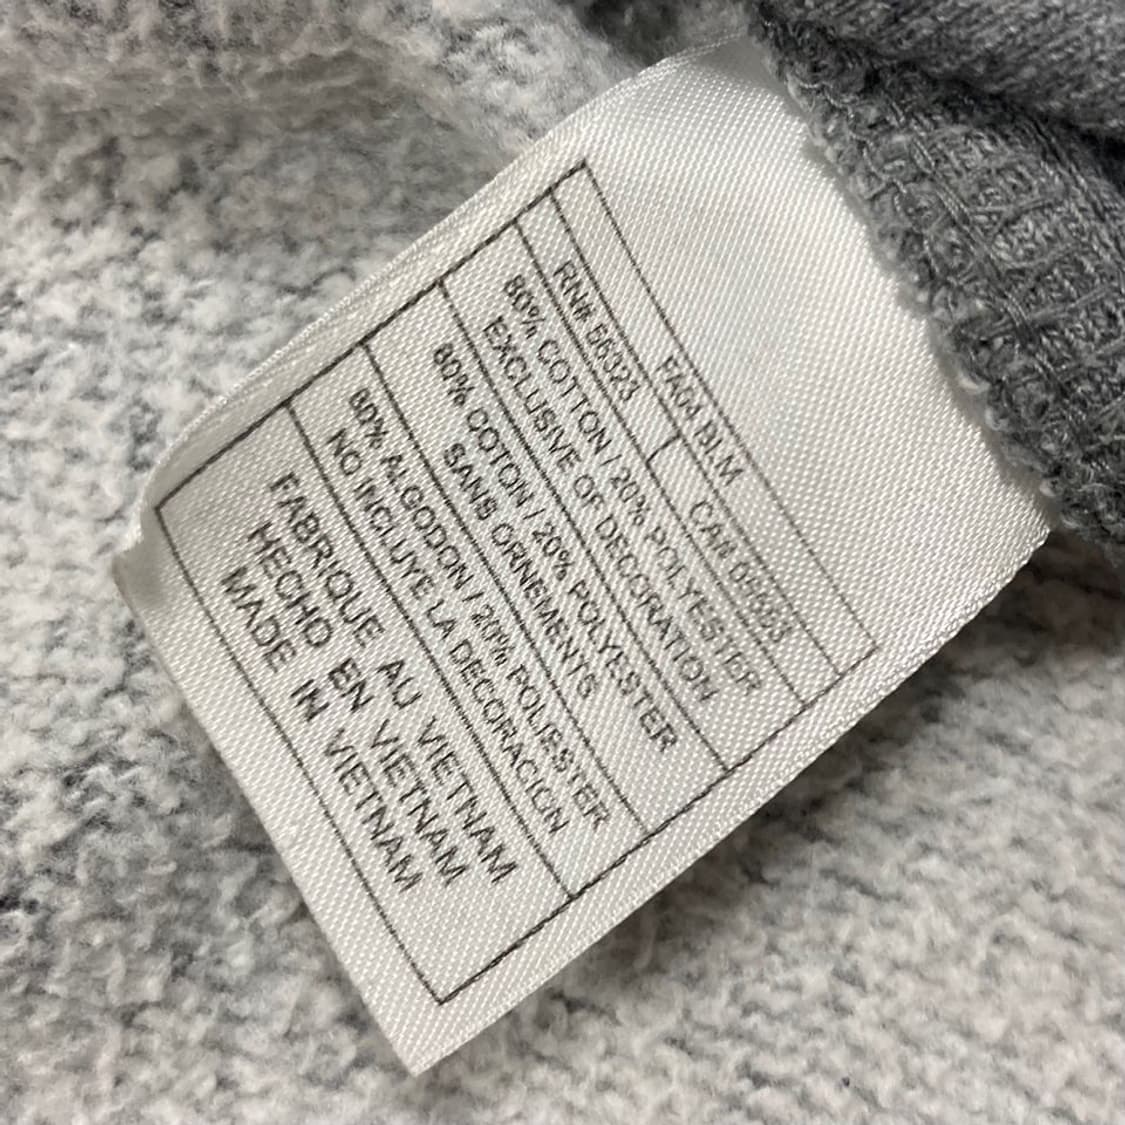 FA04 BLM
RN# 56323 CA# 05553
80% COTTON / 20% POLYESTER
EXCLUSIVE OF DECORATION
80% COTON / 20% POLYESTER
SANS ORNEMENTS
80% ALGODON / 20% POLIESTER
NO INCLUYE LA DECORACION
FABRIQUE AU VIETNAM
HECHO EN VIETNAM
MADE IN VIETNAM